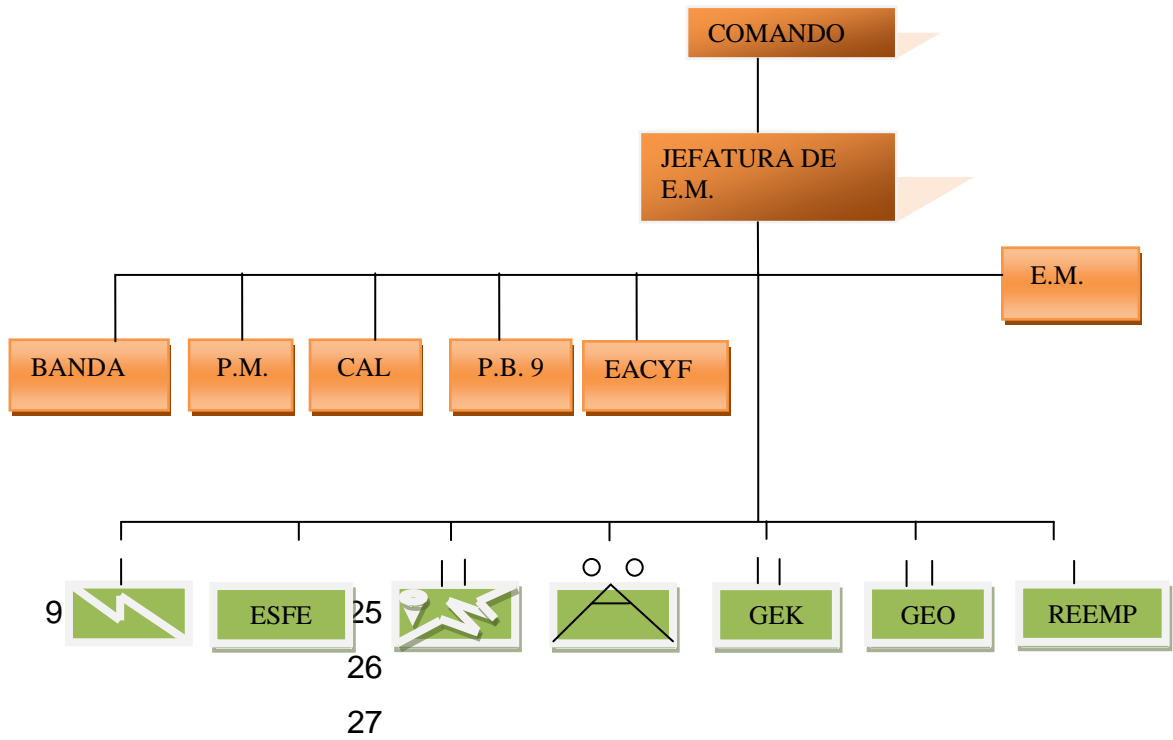 COMANDO
JEFATURA DE
E.M.
E.M.
BANDA
P.M.
CAL
P.B. 9
EACYF
9
ESFE
25
GEK
GEO
REEMP
26
27